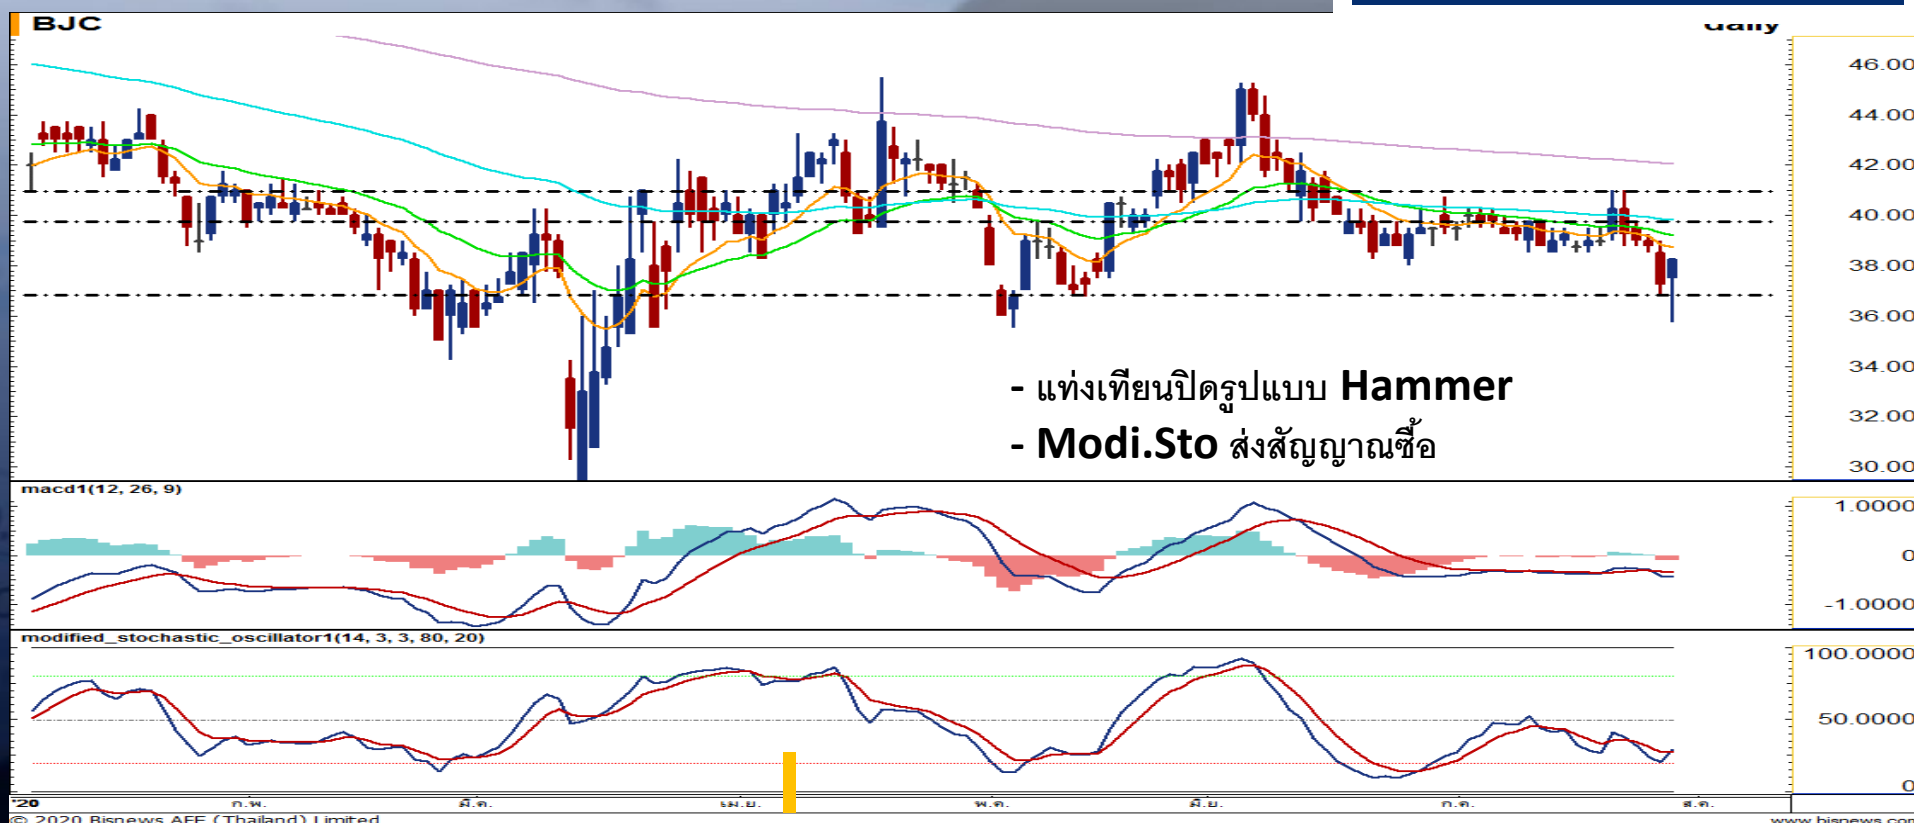 BJC
daily
46.00
44.00
42.00
40.00
38.00
36.00
34.00
32.00
30.00
- แท่งเทียนปิดรูปแบบ Hammer
- Modi.Sto ส่งสัญญาณซื้อ
macd1(12, 26, 9)
1.0000
0
-1.0000
modified_stochastic_oscillator1(14, 3, 3, 80, 20)
100.0000
50.0000
0
'20 ก.พ. มี.ค. เม.ย. พ.ค. มิ.ย. ก.ค. ส.ค.
© 2020 Bisnews AFE (Thailand) Limited www.bisnews.com